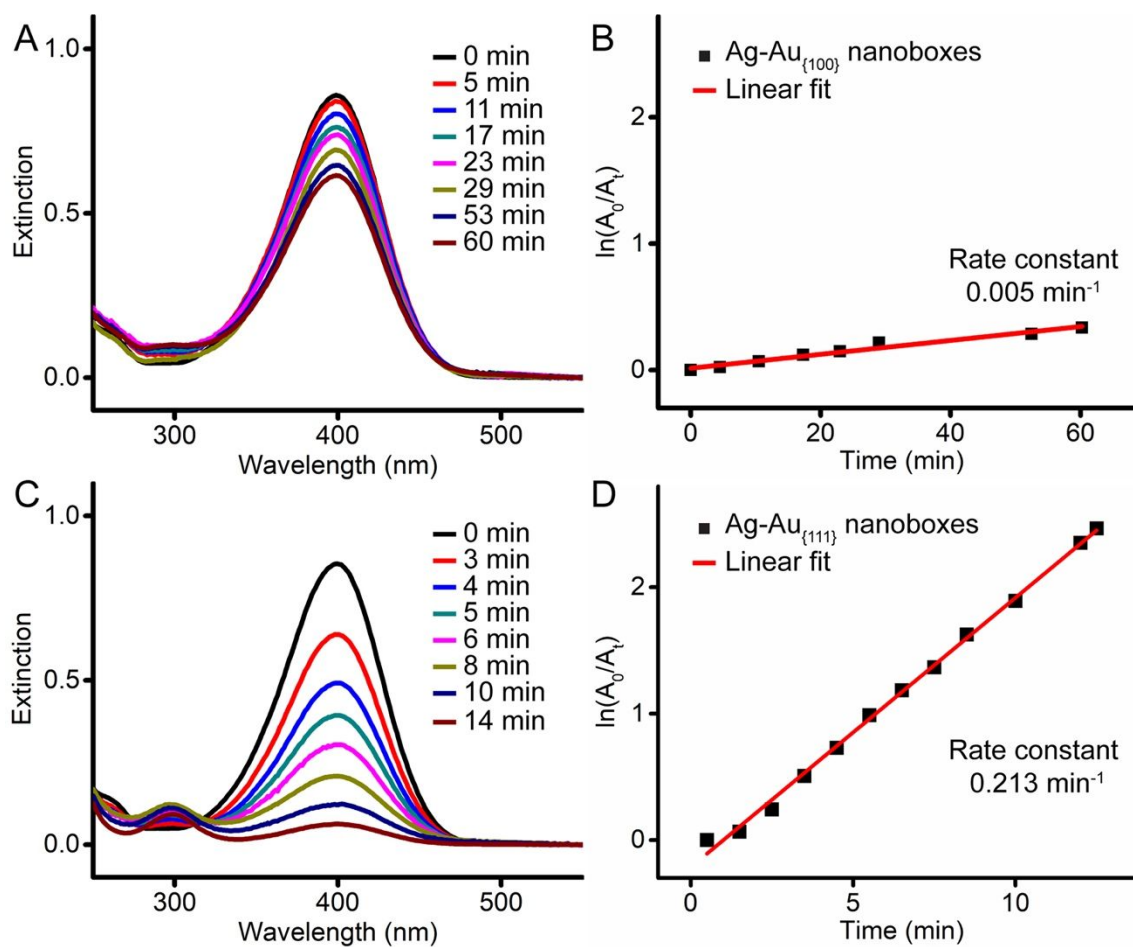 A
1.0
0.5
0.0
Extinction
300
400
500
Wavelength (nm)
0 min
5 min
11 min
17 min
23 min
29 min
53 min
60 min
B
2
1
0
ln(A₀/Aₜ)
0
20
40
60
Time (min)
Ag-Au{100} nanoboxes
Linear fit
Rate constant
0.005 min⁻¹
C
1.0
0.5
0.0
Extinction
300
400
500
Wavelength (nm)
0 min
3 min
4 min
5 min
6 min
8 min
10 min
14 min
D
2
1
0
ln(A₀/Aₜ)
0
5
10
Time (min)
Ag-Au{111} nanoboxes
Linear fit
Rate constant
0.213 min⁻¹